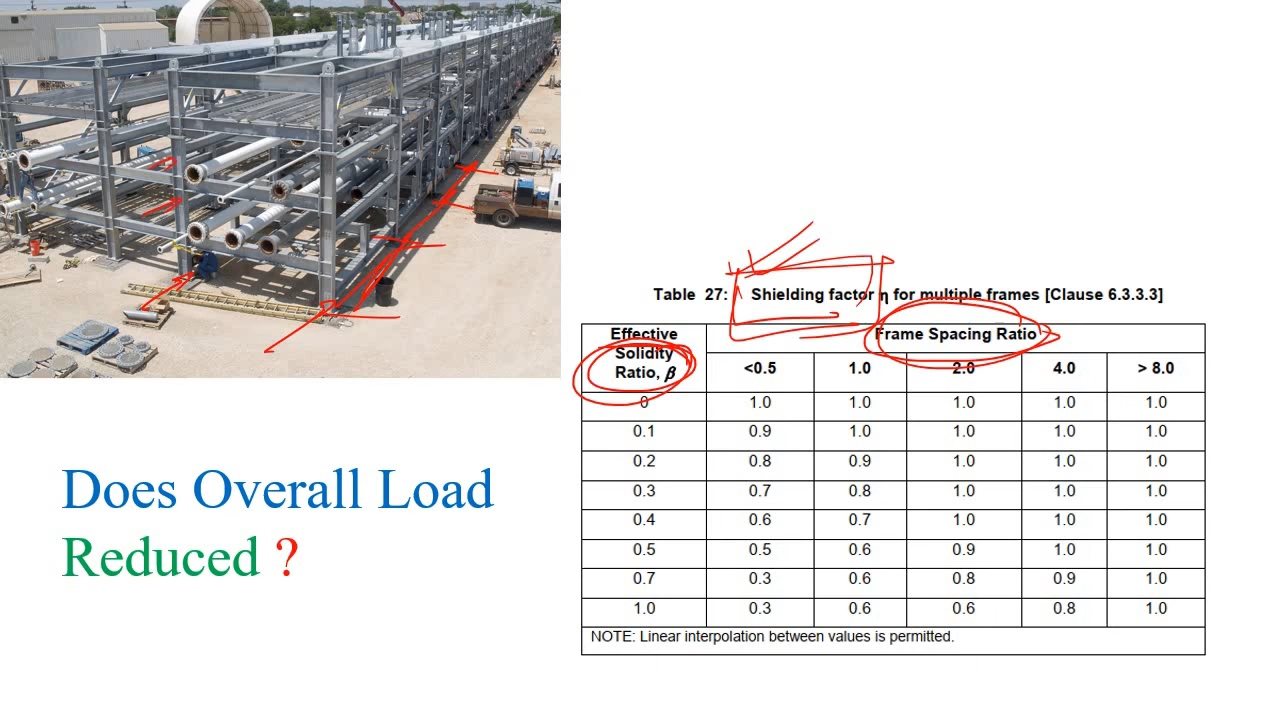 Does Overall Load
Reduced ?
Table 27: Shielding factor η for multiple frames [Clause 6.3.3.3]
Effective Solidity Ratio, β Frame Spacing Ratio
<0.5 1.0 2.0 4.0 > 8.0
0 1.0 1.0 1.0 1.0 1.0
0.1 0.9 1.0 1.0 1.0 1.0
0.2 0.8 0.9 1.0 1.0 1.0
0.3 0.7 0.8 1.0 1.0 1.0
0.4 0.6 0.7 1.0 1.0 1.0
0.5 0.5 0.6 0.9 1.0 1.0
0.7 0.3 0.6 0.8 0.9 1.0
1.0 0.3 0.6 0.6 0.8 1.0
NOTE: Linear interpolation between values is permitted.